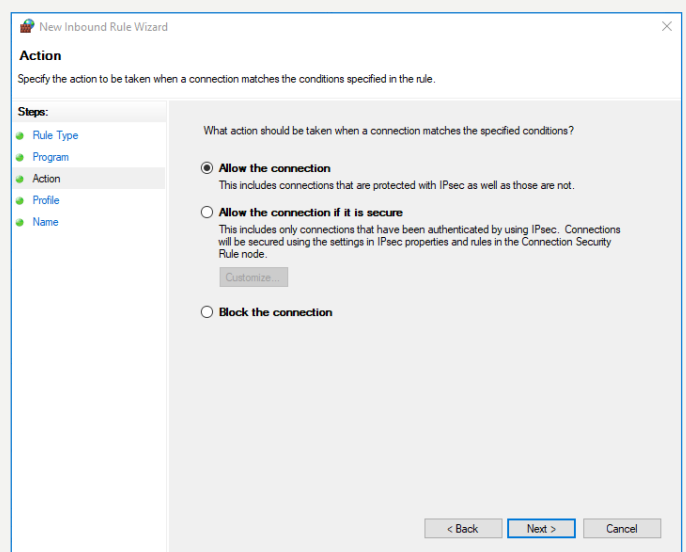 New Inbound Rule Wizard
Action
Specify the action to be taken when a connection matches the conditions specified in the rule.
Steps:
Rule Type
Program
Action
Profile
Name
What action should be taken when a connection matches the specified conditions?
Allow the connection
This includes connections that are protected with IPsec as well as those are not.
Allow the connection if it is secure
This includes only connections that have been authenticated by using IPsec. Connections
will be secured using the settings in IPsec properties and rules in the Connection Security
Rule node.
Customize...
Block the connection
< Back
Next >
Cancel